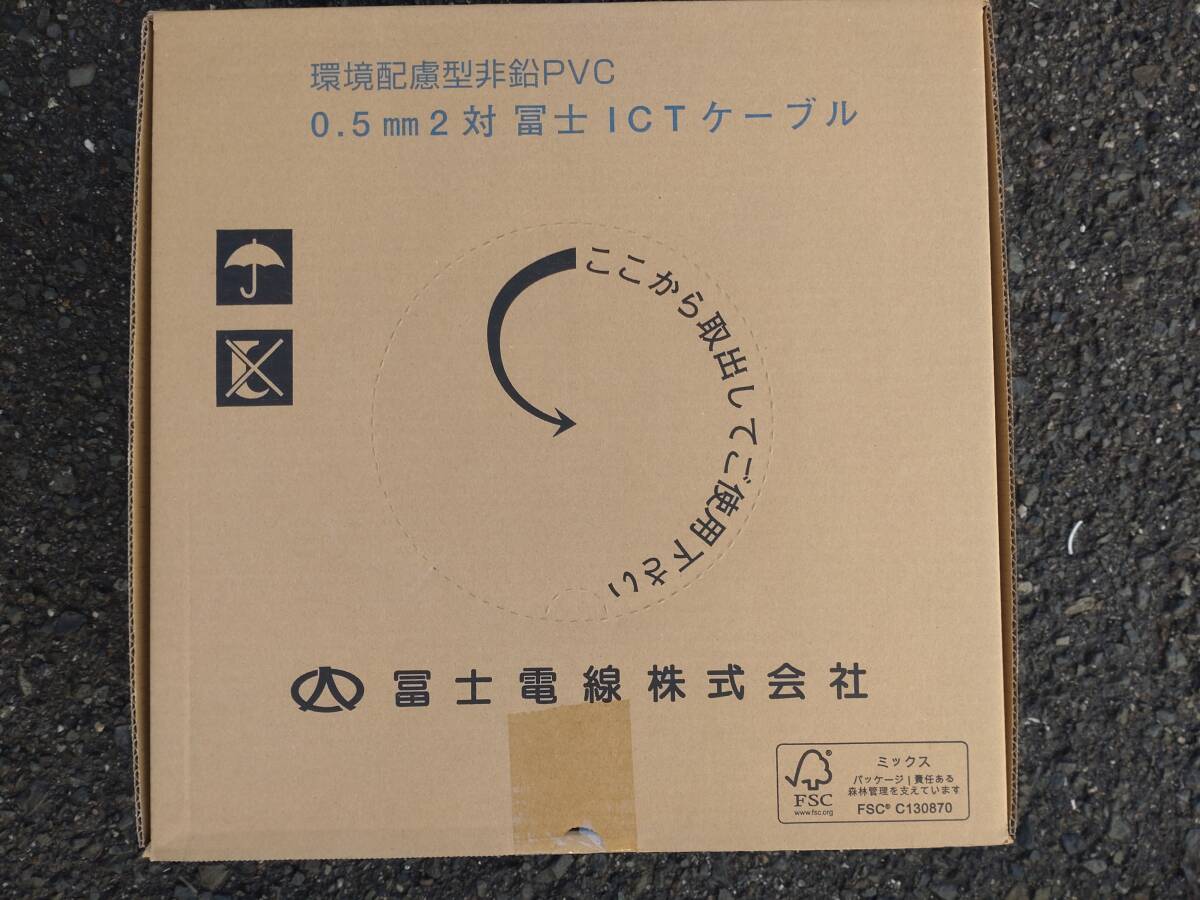 環境配慮型非鉛PVC
0.5㎜2対 冨士ICTケーブル
ここから取出してご使用下さい
冨士電線株式会社
FSC®
www.fsc.org
ミックス
パッケージ | 責任ある
森林管理を支えています
FSC® C130870